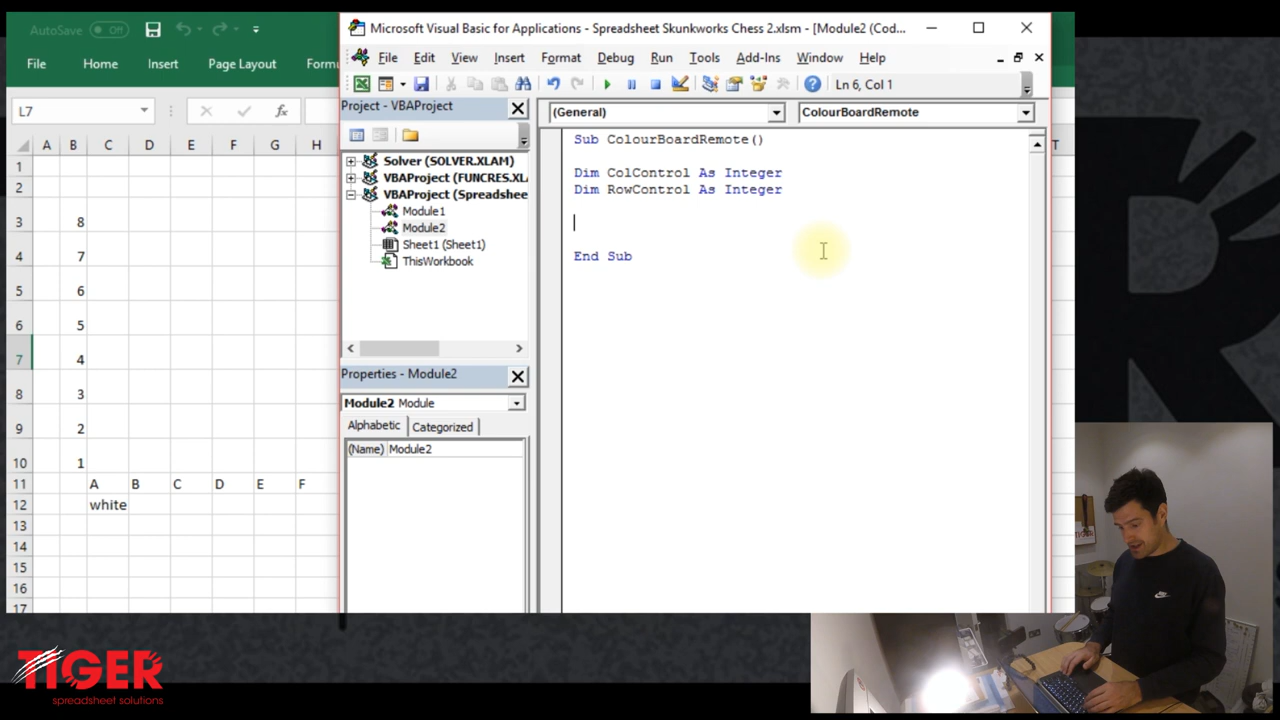 AutoSave Off
File Home Insert Page Layout Formu
L7
fx
A B C D E F G H
T
1
2
3 8
4 7
5 6
6 5
7 4
8 3
9 2
10 1
11 A B C D E F
12 white
13
14
15
16
17
Microsoft Visual Basic for Applications - Spreadsheet Skunkworks Chess 2.xlsm - [Module2 (Cod...
File Edit View Insert Format Debug Run Tools Add-Ins Window Help
Ln 6, Col 1
Project - VBAProject
Solver (SOLVER.XLAM)
VBAProject (FUNCRES.XLA
VBAProject (Spreadshee
Module1
Module2
Sheet1 (Sheet1)
ThisWorkbook
Properties - Module2
Module2 Module
Alphabetic Categorized
(Name) Module2
(General) ColourBoardRemote
Sub ColourBoardRemote()
Dim ColControl As Integer
Dim RowControl As Integer
End Sub
TIGER
spreadsheet solutions